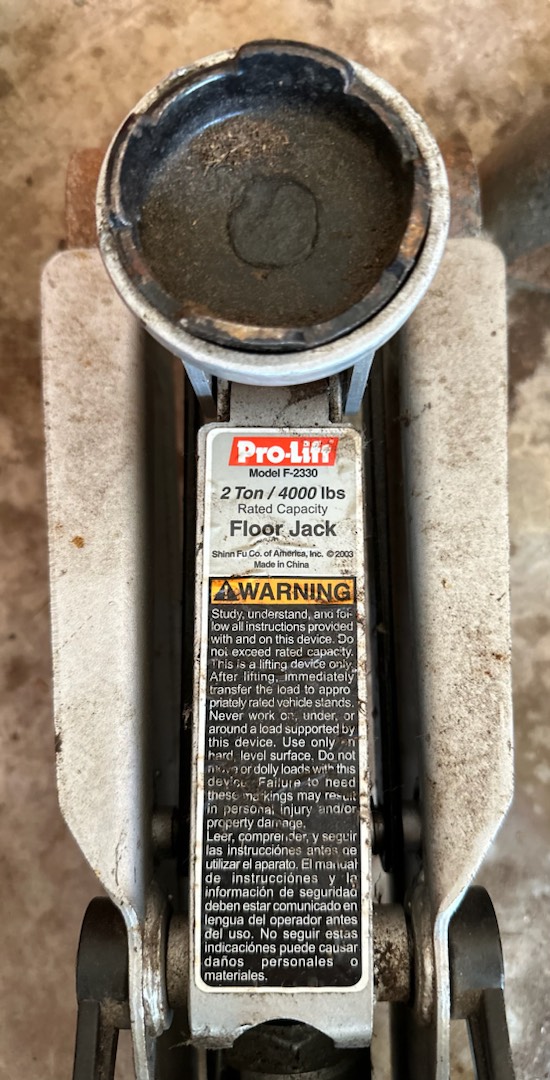 Pro-Lift
Model F-2330
2 Ton / 4000 lbs
Rated Capacity
Floor Jack
Shinn Fu Co. of America, Inc. © 2003
Made in China
WARNING
Study, understand, and fol-
low all instructions provided
with and on this device. Do
not exceed rated capacity.
This is a lifting device only.
After lifting, immediately
transfer the load to appro
priately rated vehicle stands.
Never work on, under, or
around a load supported by
this device. Use only on
hard, level surface. Do not
move or dolly loads with this
device. Failure to heed
these markings may result
in personal injury and/or
property damage.
Leer, comprender, y seguir
las instrucciónes antes de
utilizar el aparato. El manual
de instrucciónes y la
información de seguridad
deben estar comunicado en
lengua del operador antes
del uso. No seguir estas
indicaciónes puede causar
daños personales o
materiales.